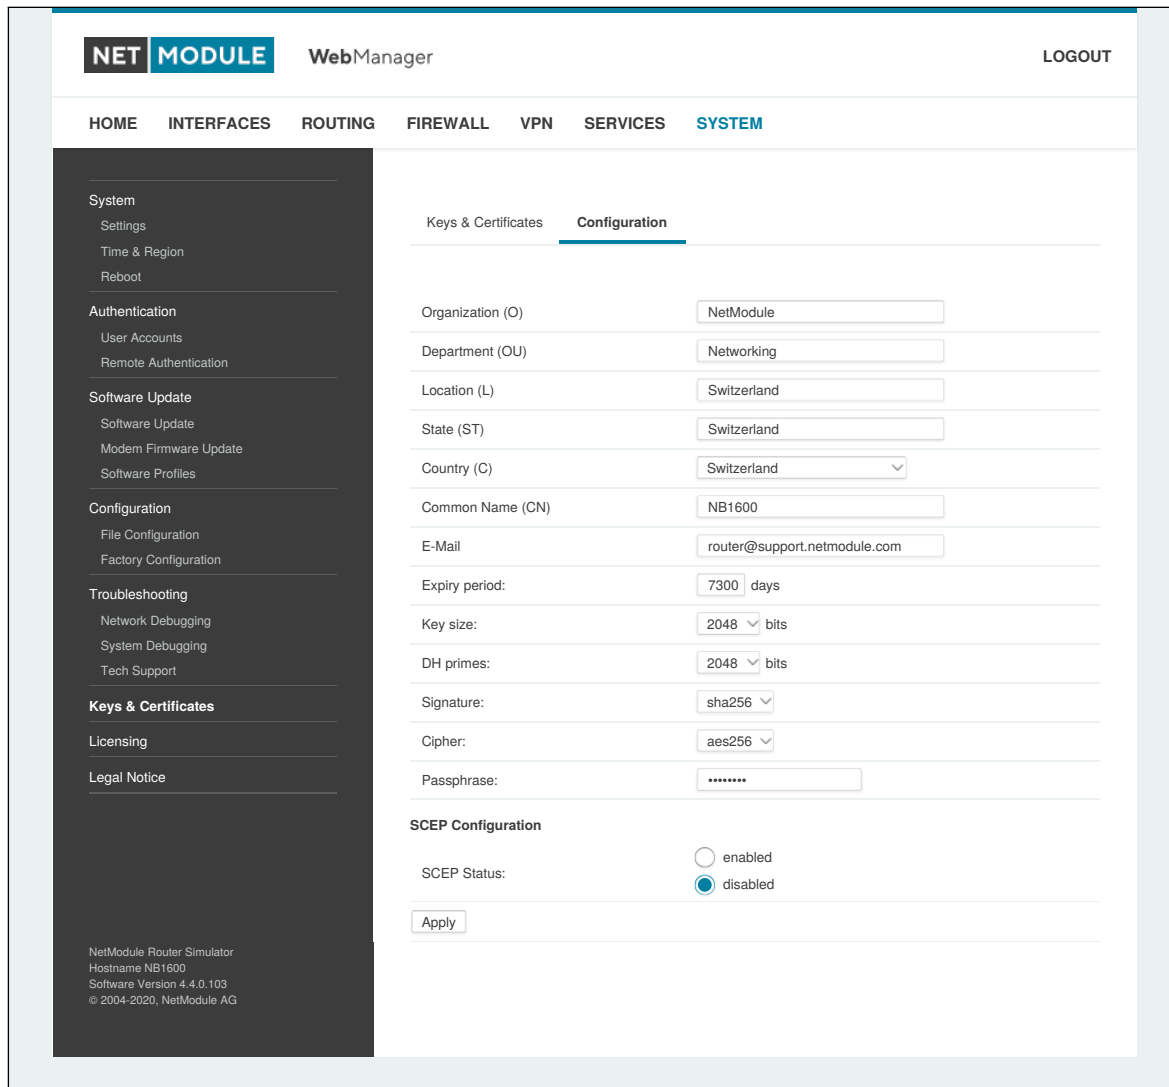 NET MODULE WebManager LOGOUT
HOME INTERFACES ROUTING FIREWALL VPN SERVICES SYSTEM
System
Settings
Time & Region
Reboot
Authentication
User Accounts
Remote Authentication
Software Update
Software Update
Modem Firmware Update
Software Profiles
Configuration
File Configuration
Factory Configuration
Troubleshooting
Network Debugging
System Debugging
Tech Support
Keys & Certificates
Licensing
Legal Notice
NetModule Router Simulator
Hostname NB1600
Software Version 4.4.0.103
© 2004-2020, NetModule AG
Keys & Certificates Configuration
Organization (O) NetModule
Department (OU) Networking
Location (L) Switzerland
State (ST) Switzerland
Country (C) Switzerland
Common Name (CN) NB1600
E-Mail router@support.netmodule.com
Expiry period: 7300 days
Key size: 2048 bits
DH primes: 2048 bits
Signature: sha256
Cipher: aes256
Passphrase: ••••••••
SCEP Configuration
SCEP Status: enabled
disabled
Apply